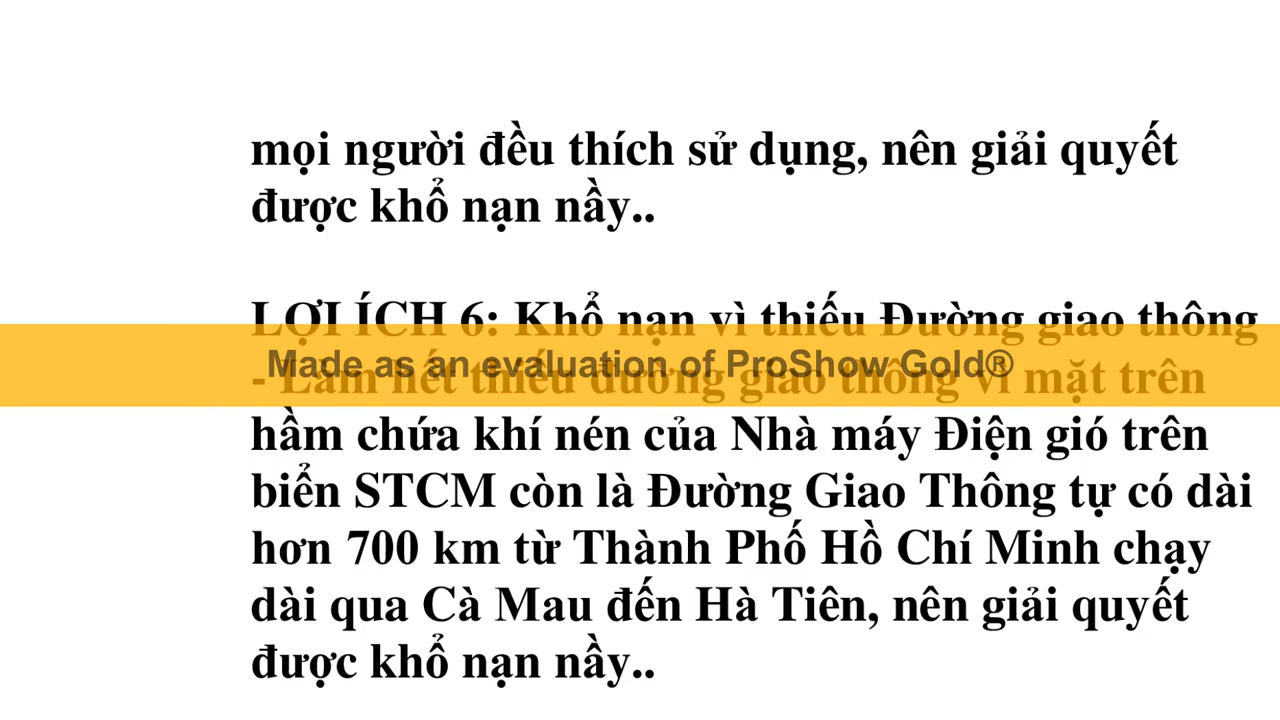 mọi người đều thích sử dụng, nên giải quyết
được khổ nạn nầy..
LỢI ÍCH 6: Khổ nạn vì thiếu Đường giao thông
Made as an evaluation of ProShow Gold®
- Làm hết thiếu đường giao thông vì mặt trên
hầm chứa khí nén của Nhà máy Điện gió trên
biển STCM còn là Đường Giao Thông tự có dài
hơn 700 km từ Thành Phố Hồ Chí Minh chạy
dài qua Cà Mau đến Hà Tiên, nên giải quyết
được khổ nạn nầy..